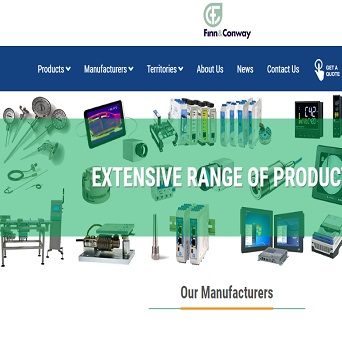 Finn&Conway
Products Manufacturers Territories About Us News Contact Us GET A QUOTE
EXTENSIVE RANGE OF PRODUC
Our Manufacturers